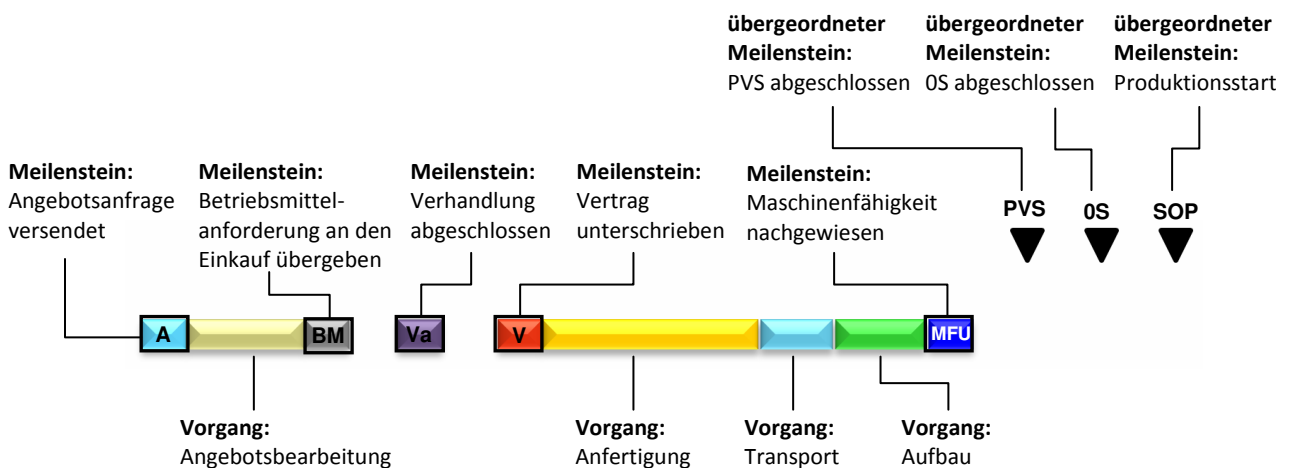 übergeordneter
Meilenstein:
PVS abgeschlossen
übergeordneter
Meilenstein:
0S abgeschlossen
übergeordneter
Meilenstein:
Produktionsstart
Meilenstein:
Angebotsanfrage
versendet
Meilenstein:
Betriebsmittel-
anforderung an den
Einkauf übergeben
Meilenstein:
Verhandlung
abgeschlossen
Meilenstein:
Vertrag
unterschrieben
Meilenstein:
Maschinenfähigkeit
nachgewiesen
PVS
0S
SOP
A
BM
Va
V
MFU
Vorgang:
Angebotsbearbeitung
Vorgang:
Anfertigung
Vorgang:
Transport
Vorgang:
Aufbau